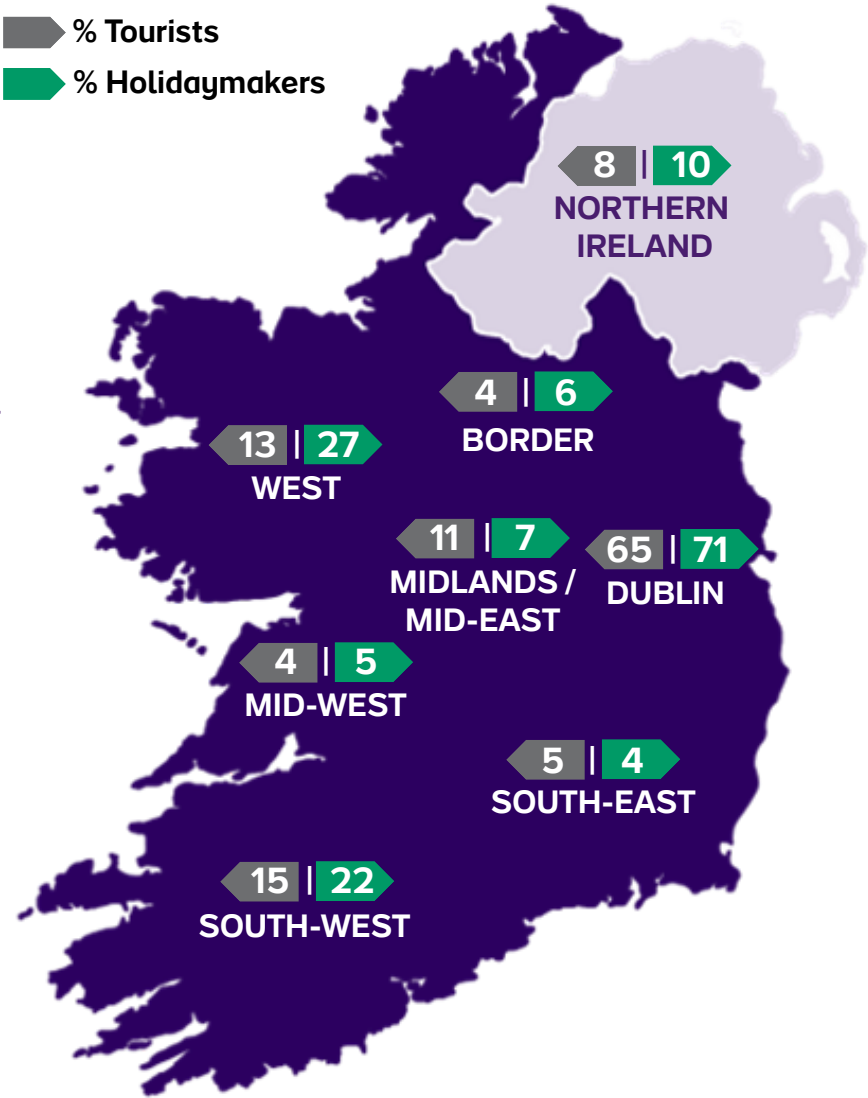 % Tourists
% Holidaymakers
8 | 10
NORTHERN
IRELAND
4 | 6
BORDER
13 | 27
WEST
11 | 7
MIDLANDS /
MID-EAST
65 | 71
DUBLIN
4 | 5
MID-WEST
5 | 4
SOUTH-EAST
15 | 22
SOUTH-WEST